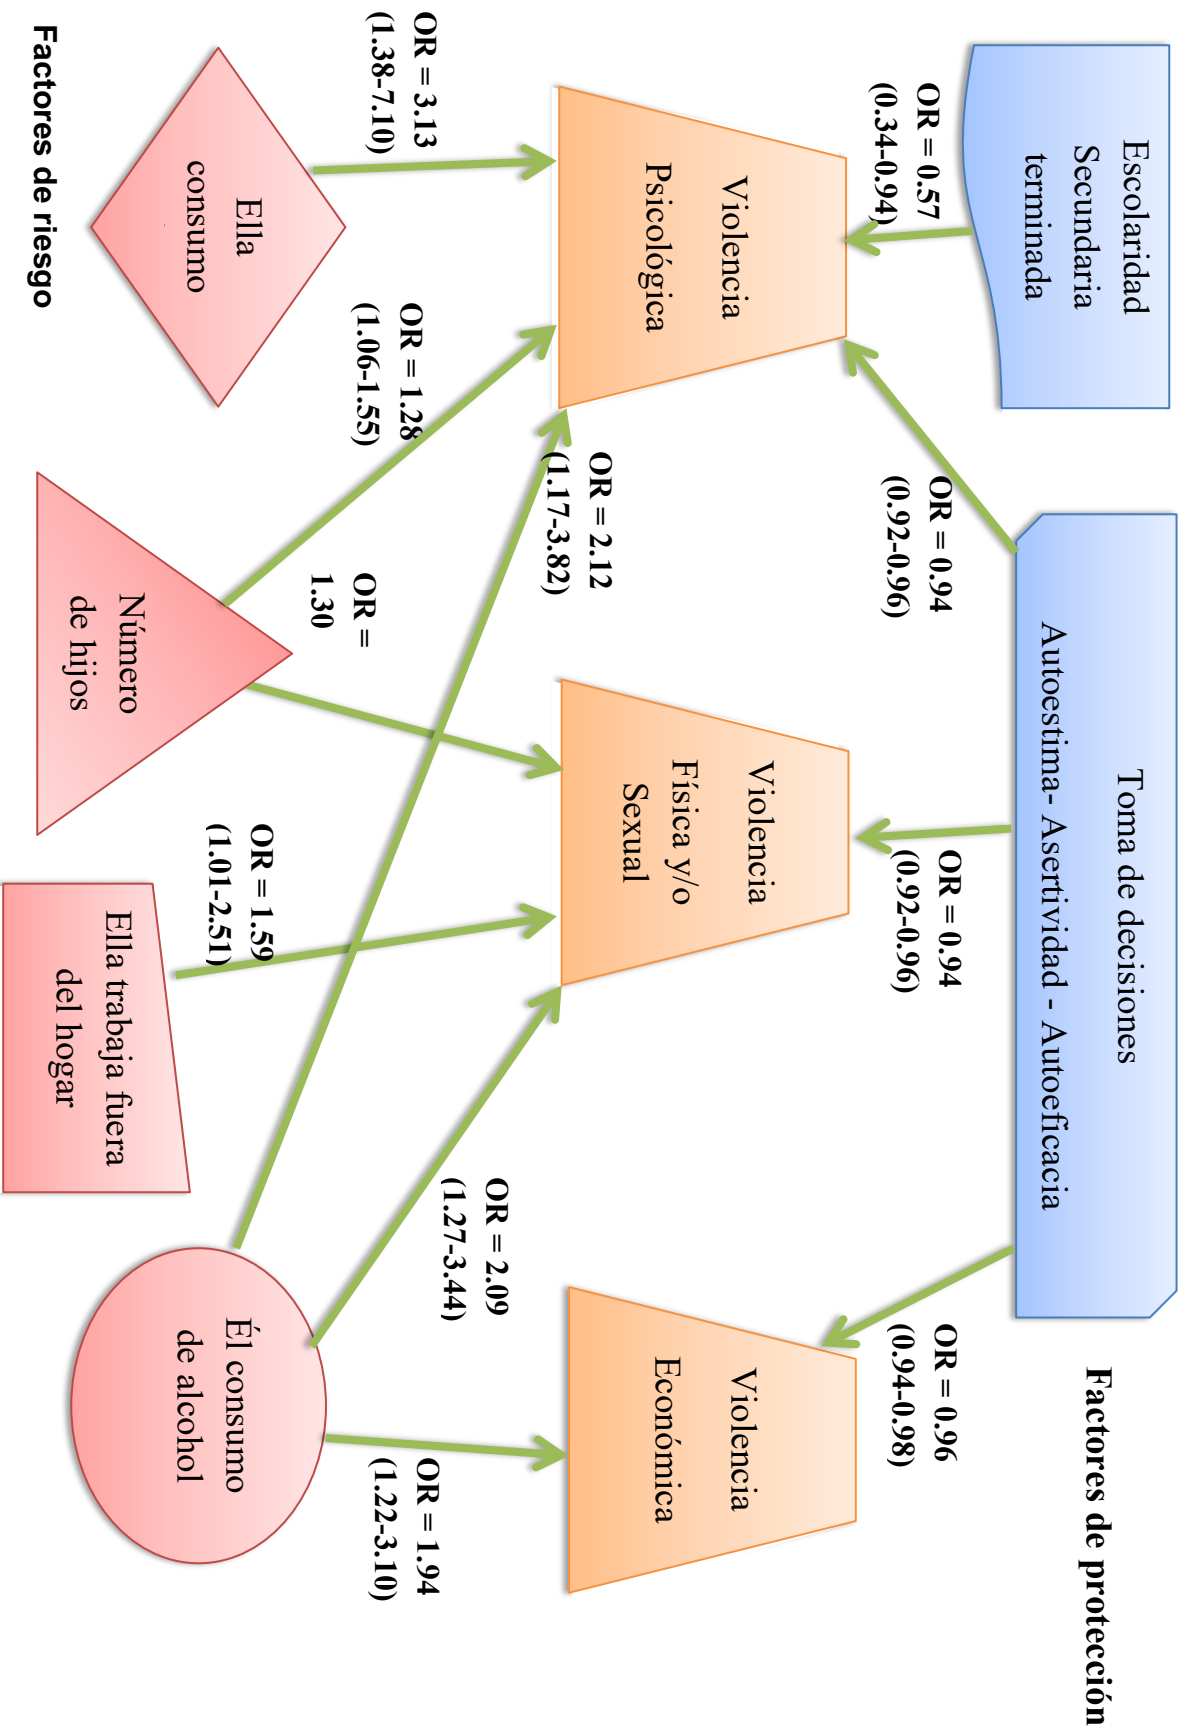 Factores de protección
Escolaridad
Secundaria
terminada
Toma de decisiones
Autoestima- Asertividad - Autoeficacia
OR = 0.57
(0.34-0.94)
OR = 0.94
(0.92-0.96)
OR = 0.94
(0.92-0.96)
OR = 0.96
(0.94-0.98)
Violencia
Psicológica
Violencia
Física y/o
Sexual
Violencia
Económica
OR = 3.13
(1.38-7.10)
OR = 1.28
(1.06-1.55)
OR = 2.12
(1.17-3.82)
OR =
1.30
OR = 1.59
(1.01-2.51)
OR = 2.09
(1.27-3.44)
OR = 1.94
(1.22-3.10)
Ella
consumo
Número
de hijos
Ella trabaja fuera
del hogar
Él consumo
de alcohol
Factores de riesgo